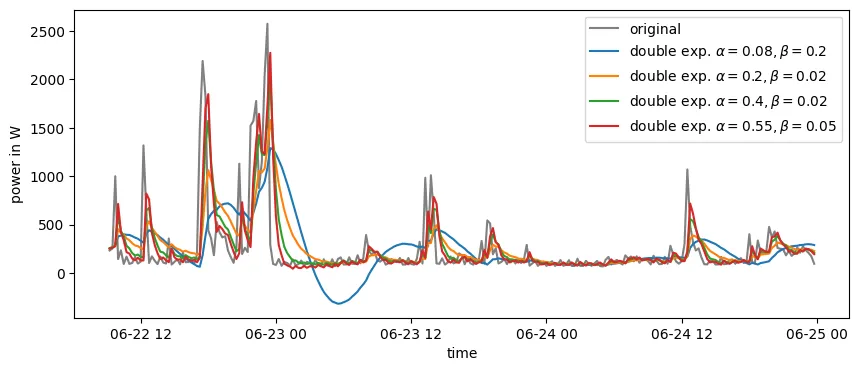 2500
2000
1500
1000
500
0
power in W
original
double exp. α = 0.08, β = 0.2
double exp. α = 0.2, β = 0.02
double exp. α = 0.4, β = 0.02
double exp. α = 0.55, β = 0.05
06-22 12
06-23 00
06-23 12
06-24 00
06-24 12
06-25 00
time